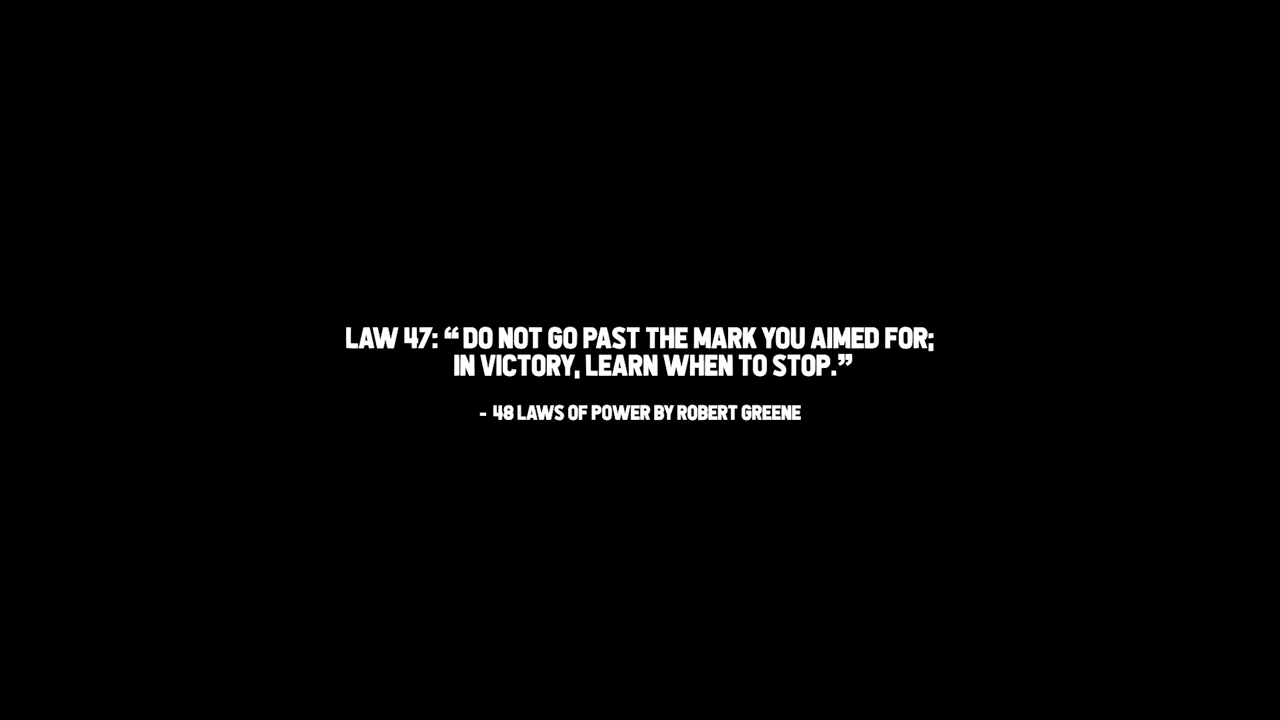 LAW 47: “ DO NOT GO PAST THE MARK YOU AIMED FOR;
IN VICTORY, LEARN WHEN TO STOP.”
- 48 LAWS OF POWER BY ROBERT GREENE